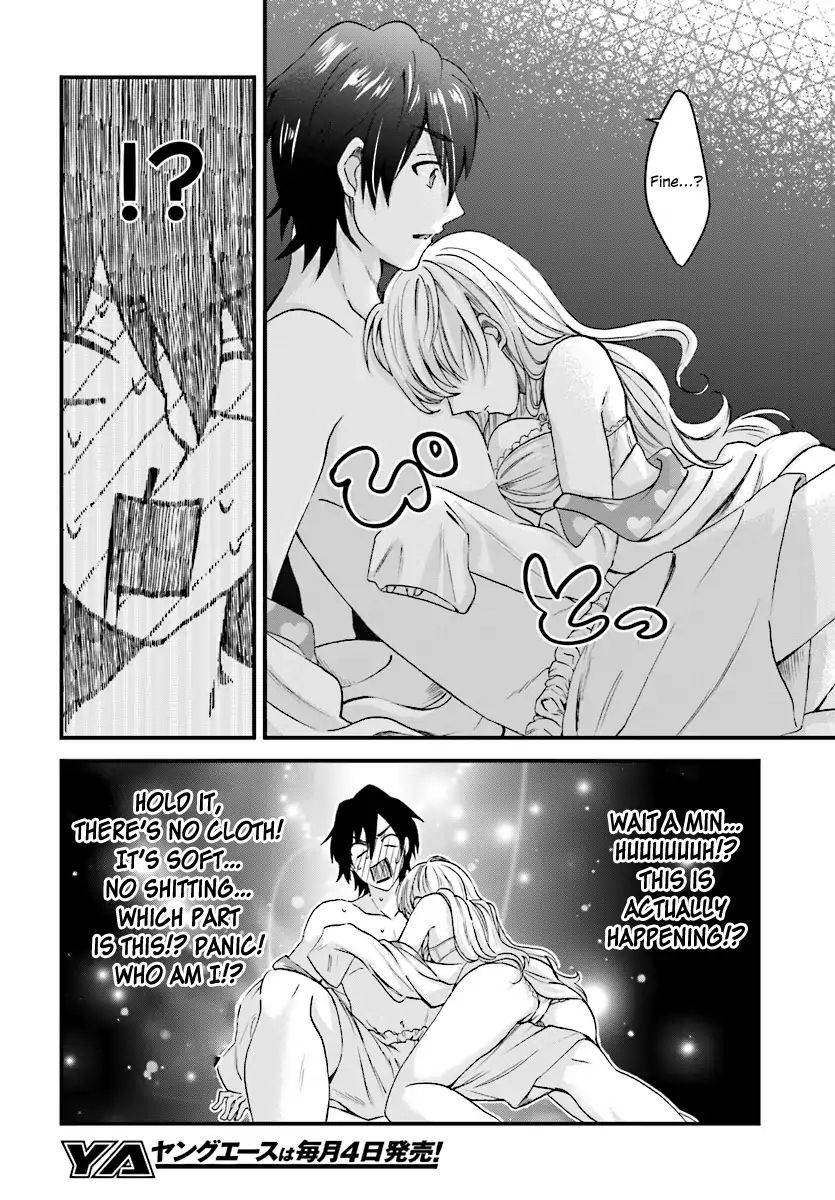 Fine...?
ぴ
とっ
!?
WAIT A MIN...
HUUUUUUH!?
THIS IS
ACTUALLY
HAPPENING!?
HOLD IT,
THERE'S NO CLOTH!
IT'S SOFT...
NO SHITTING...
WHICH PART
IS THIS!? PANIC!
WHO AM I!?
YA ヤングエースは毎月4日発売!